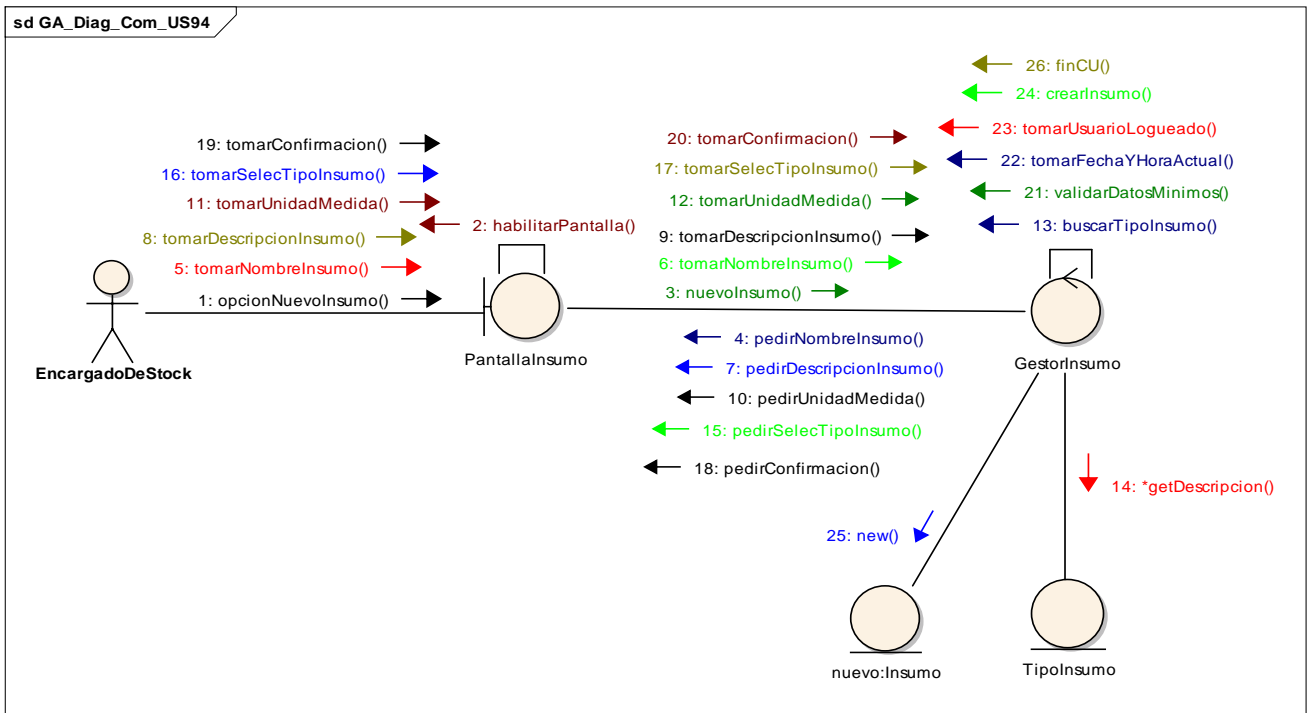 sd GA_Diag_Com_US94
26: finCU()
24: crearInsumo()
23: tomarUsuarioLogueado()
22: tomarFechaYHoraActual()
21: validarDatosMinimos()
13: buscarTipoInsumo()
20: tomarConfirmacion()
17: tomarSelecTipoInsumo()
12: tomarUnidadMedida()
9: tomarDescripcionInsumo()
6: tomarNombreInsumo()
3: nuevoInsumo()
19: tomarConfirmacion()
16: tomarSelecTipoInsumo()
11: tomarUnidadMedida()
2: habilitarPantalla()
8: tomarDescripcionInsumo()
5: tomarNombreInsumo()
1: opcionNuevoInsumo()
EncargadoDeStock
PantallaInsumo
GestorInsumo
4: pedirNombreInsumo()
7: pedirDescripcionInsumo()
10: pedirUnidadMedida()
15: pedirSelecTipoInsumo()
18: pedirConfirmacion()
14: *getDescripcion()
25: new()
nuevo:Insumo
TipoInsumo